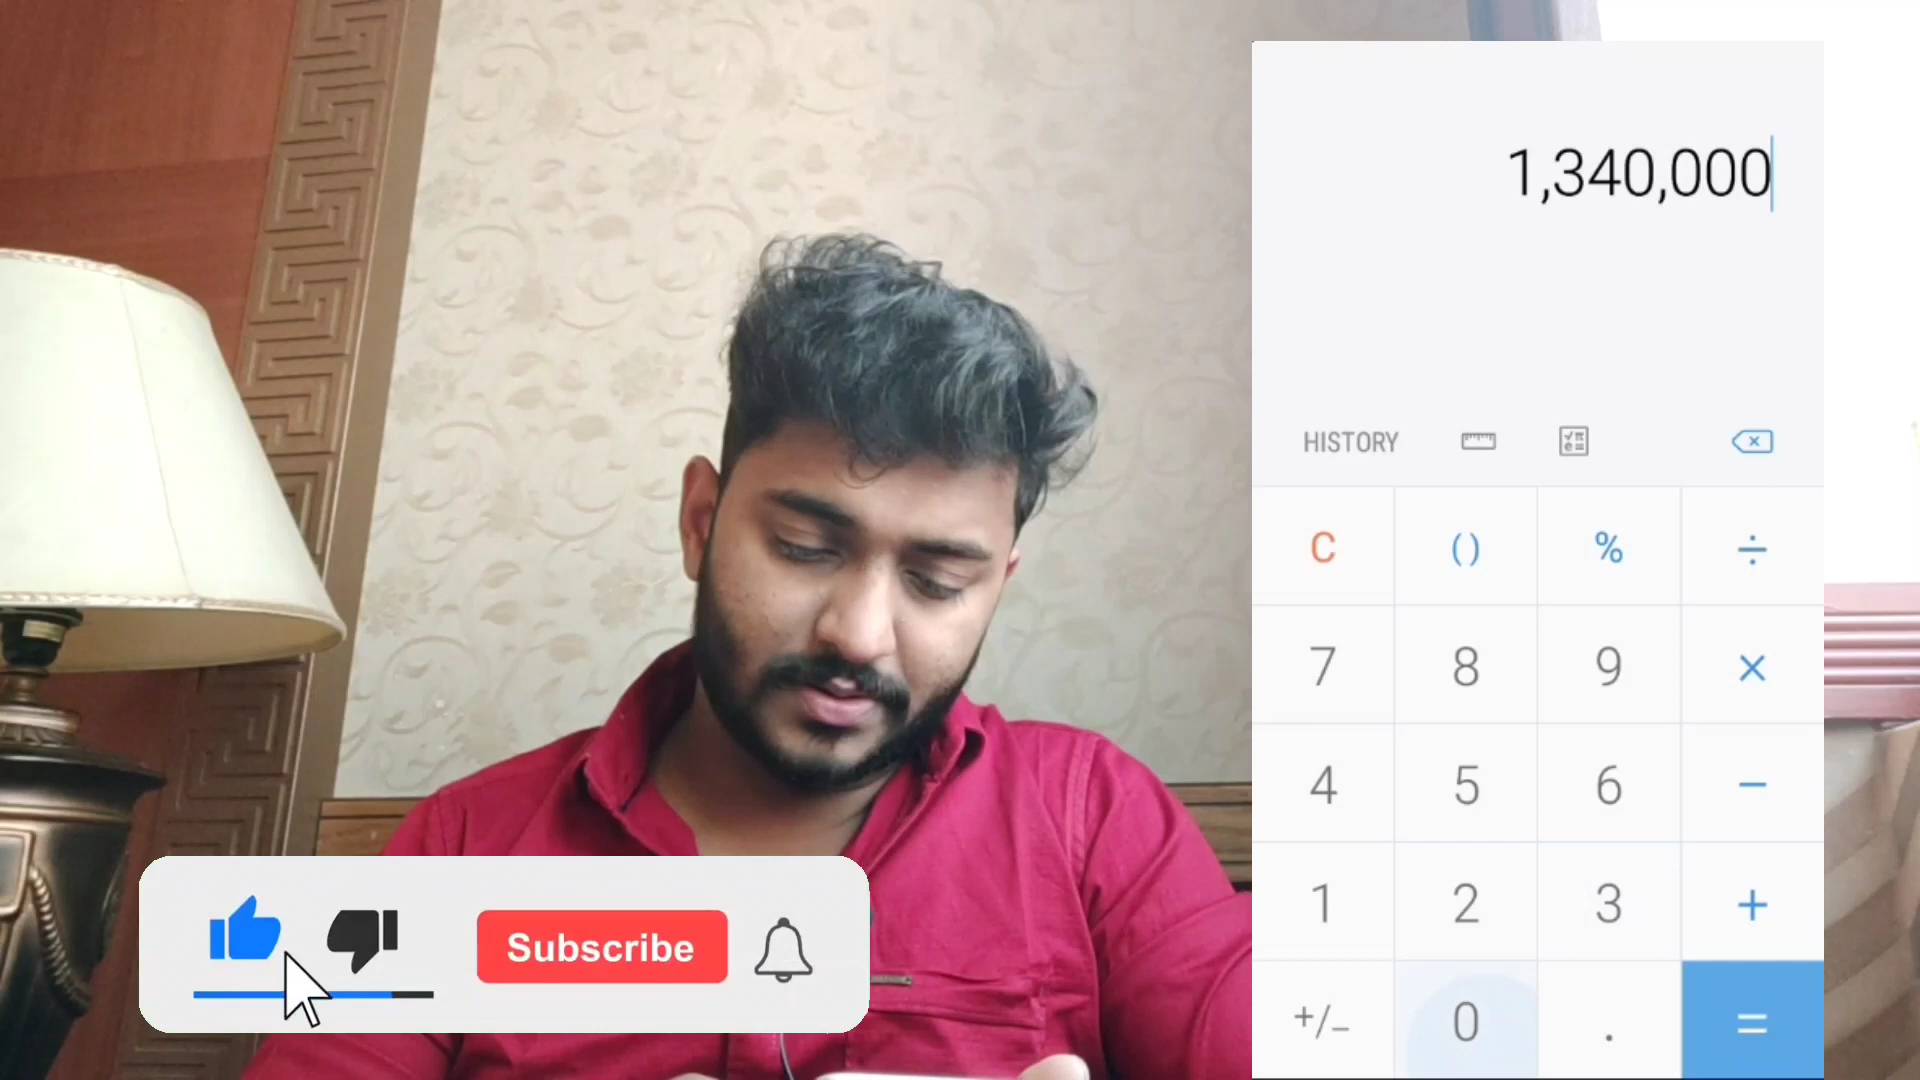 1,340,000
HISTORY
C () % ÷
7 8 9 ×
4 5 6 −
1 2 3 +
+/− 0 . =
Subscribe